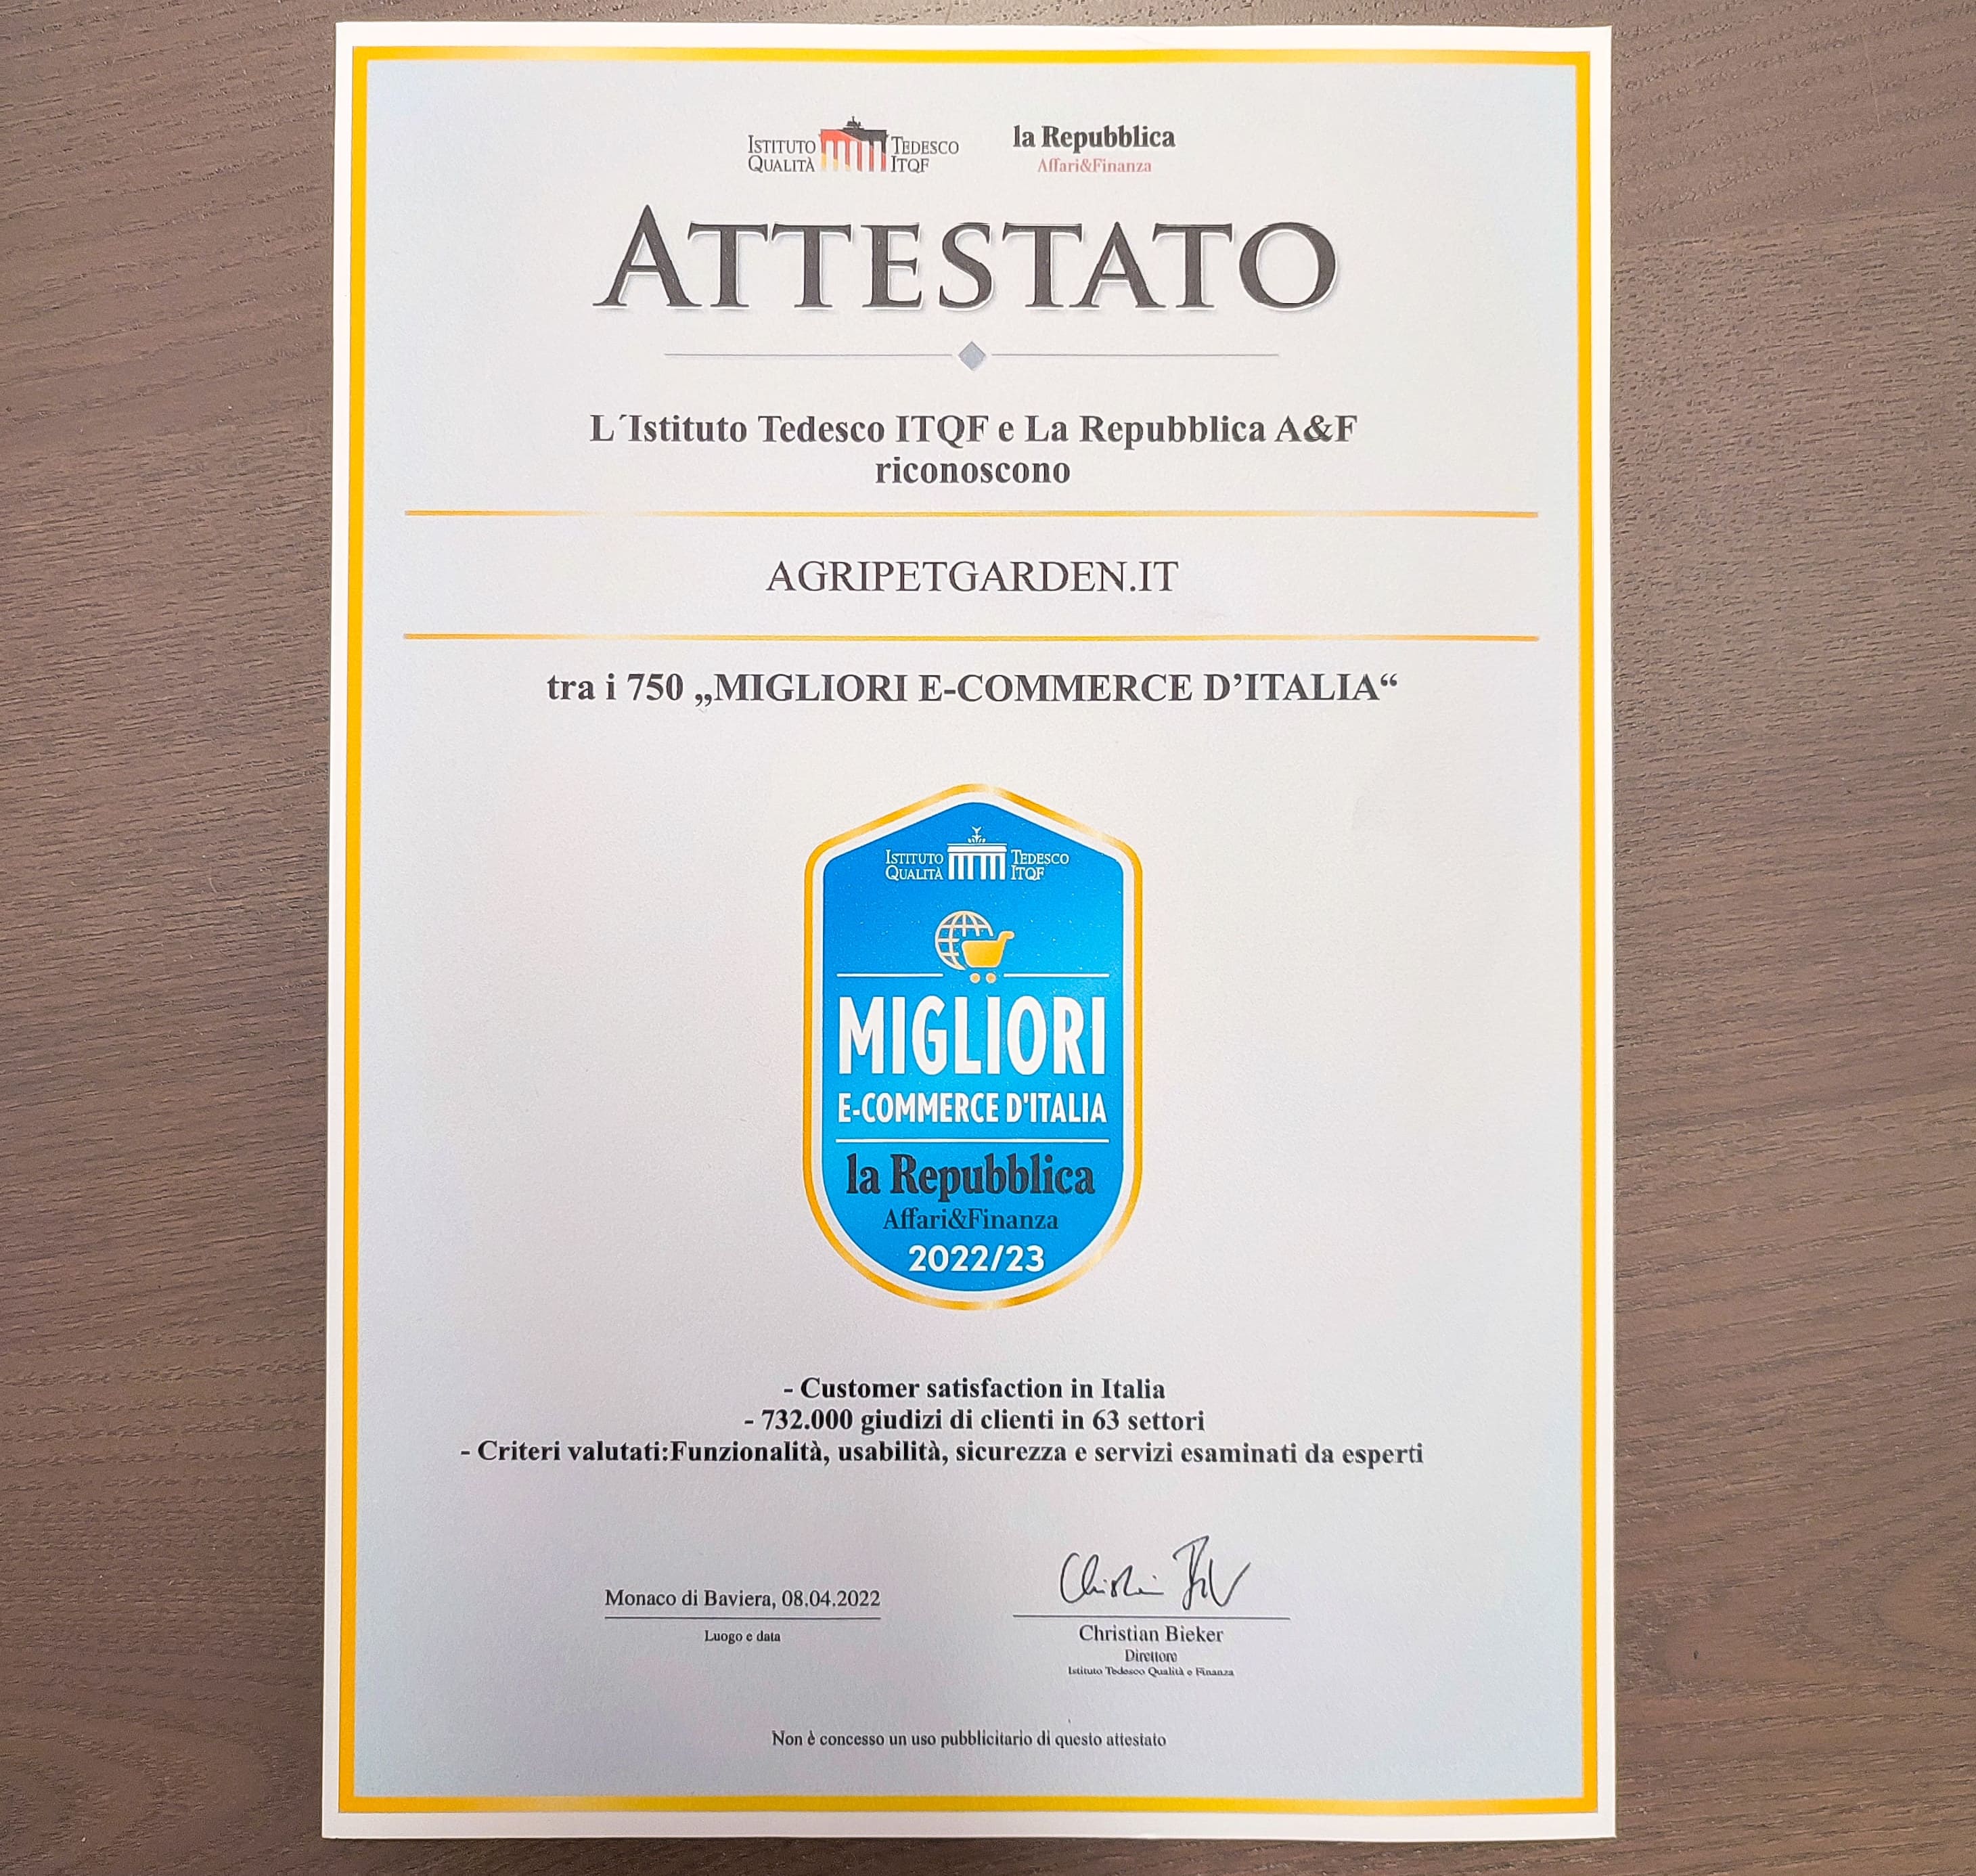 ISTITUTO TEDESCO
QUALITÀ ITQF
la Repubblica
Affari&Finanza
ATTESTATO
L´Istituto Tedesco ITQF e La Repubblica A&F
riconoscono
AGRIPETGARDEN.IT
tra i 750 „MIGLIORI E-COMMERCE D’ITALIA“
ISTITUTO TEDESCO
QUALITÀ ITQF
MIGLIORI
E-COMMERCE D'ITALIA
la Repubblica
Affari&Finanza
2022/23
- Customer satisfaction in Italia
- 732.000 giudizi di clienti in 63 settori
- Criteri valutati:Funzionalità, usabilità, sicurezza e servizi esaminati da esperti
Monaco di Baviera, 08.04.2022
Luogo e data
Christian Bieker
Direttore
Istituto Tedesco Qualità e Finanza
Non è concesso un uso pubblicitario di questo attestato